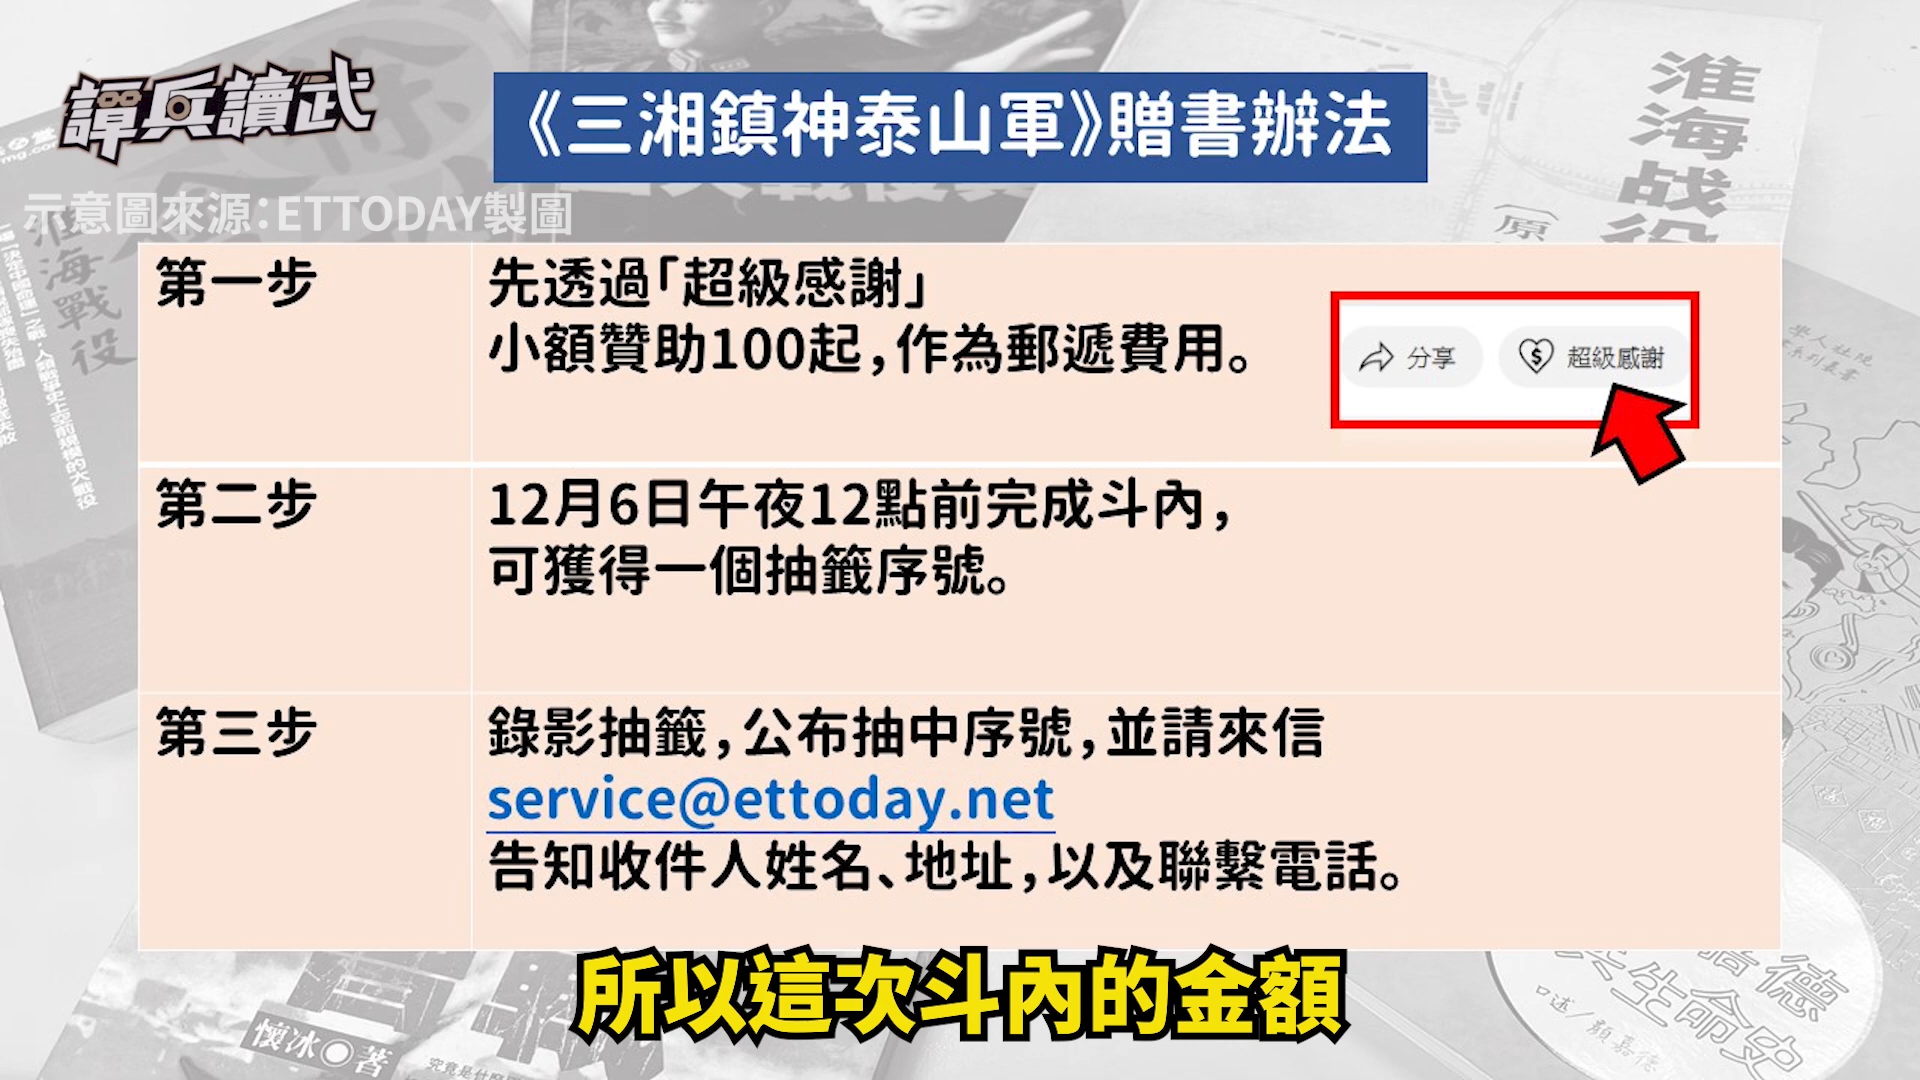 譚兵讀武
《三湘鎮神泰山軍》贈書辦法
示意圖來源：ETTODAY製圖
第一步
先透過「超級感謝」
小額贊助100起，作為郵遞費用。
分享
超級感謝
第二步
12月6日午夜12點前完成斗內，
可獲得一個抽籤序號。
第三步
錄影抽籤，公布抽中序號，並請來信
service@ettoday.net
告知收件人姓名、地址，以及聯繫電話。
所以這次斗內的金額
淮海战役
淮海戰役
懷冰◎著
口述／顏嘉德